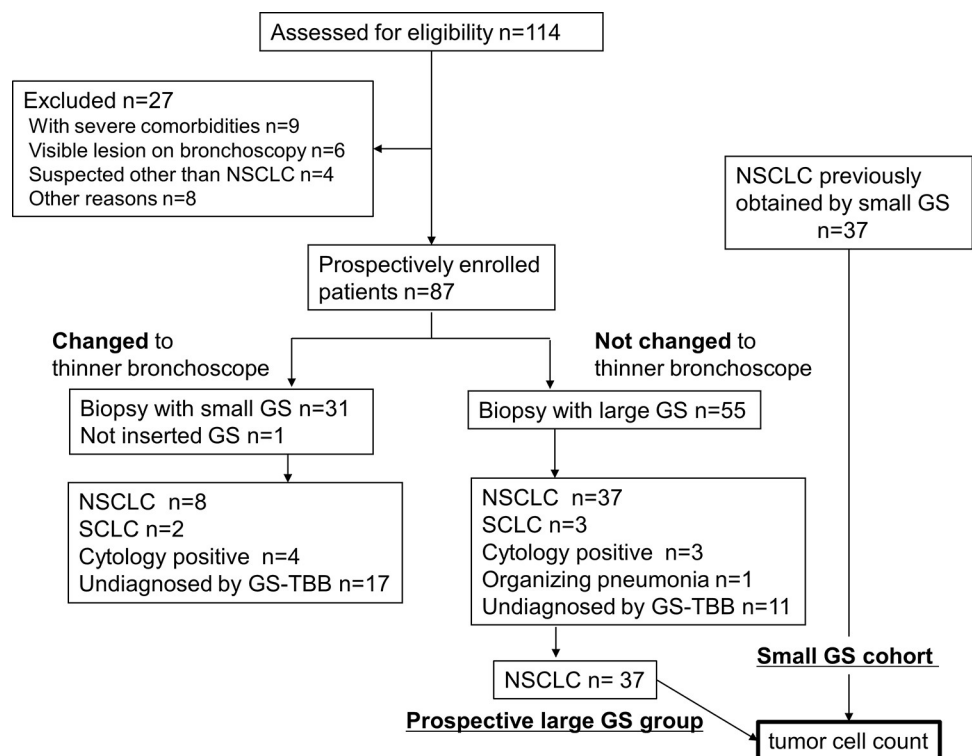 Assessed for eligibility n=114
Excluded n=27
With severe comorbidities n=9
Visible lesion on bronchoscopy n=6
Suspected other than NSCLC n=4
Other reasons n=8
NSCLC previously
obtained by small GS
n=37
Prospectively enrolled
patients n=87
Changed to
thinner bronchoscope
Not changed to
thinner bronchoscope
Biopsy with small GS n=31
Not inserted GS n=1
Biopsy with large GS n=55
NSCLC n=8
SCLC n=2
Cytology positive n=4
Undiagnosed by GS-TBB n=17
NSCLC n=37
SCLC n=3
Cytology positive n=3
Organizing pneumonia n=1
Undiagnosed by GS-TBB n=11
NSCLC n= 37
Prospective large GS group
Small GS cohort
tumor cell count